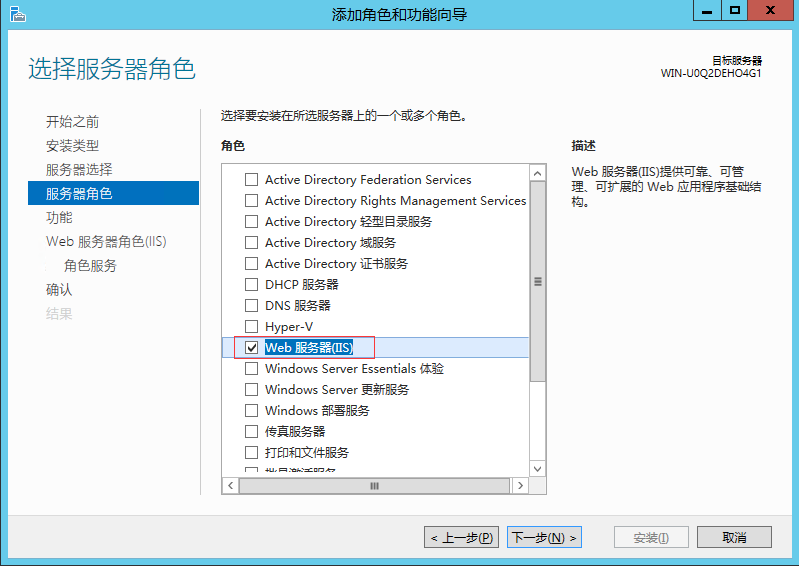 添加角色和功能向导
选择服务器角色
目标服务器
WIN-U0Q2DEHO4G1
开始之前
安装类型
服务器选择
服务器角色
功能
Web 服务器角色(IIS)
角色服务
确认
结果
选择要安装在所选服务器上的一个或多个角色。
角色
Active Directory Federation Services
Active Directory Rights Management Services
Active Directory 轻型目录服务
Active Directory 域服务
Active Directory 证书服务
DHCP 服务器
DNS 服务器
Hyper-V
Web 服务器(IIS)
Windows Server Essentials 体验
Windows Server 更新服务
Windows 部署服务
传真服务器
打印和文件服务
批量激活服务
描述
Web 服务器(IIS)提供可靠、可管
理、可扩展的 Web 应用程序基础结
构。
< 上一步(P)
下一步(N) >
安装(I)
取消